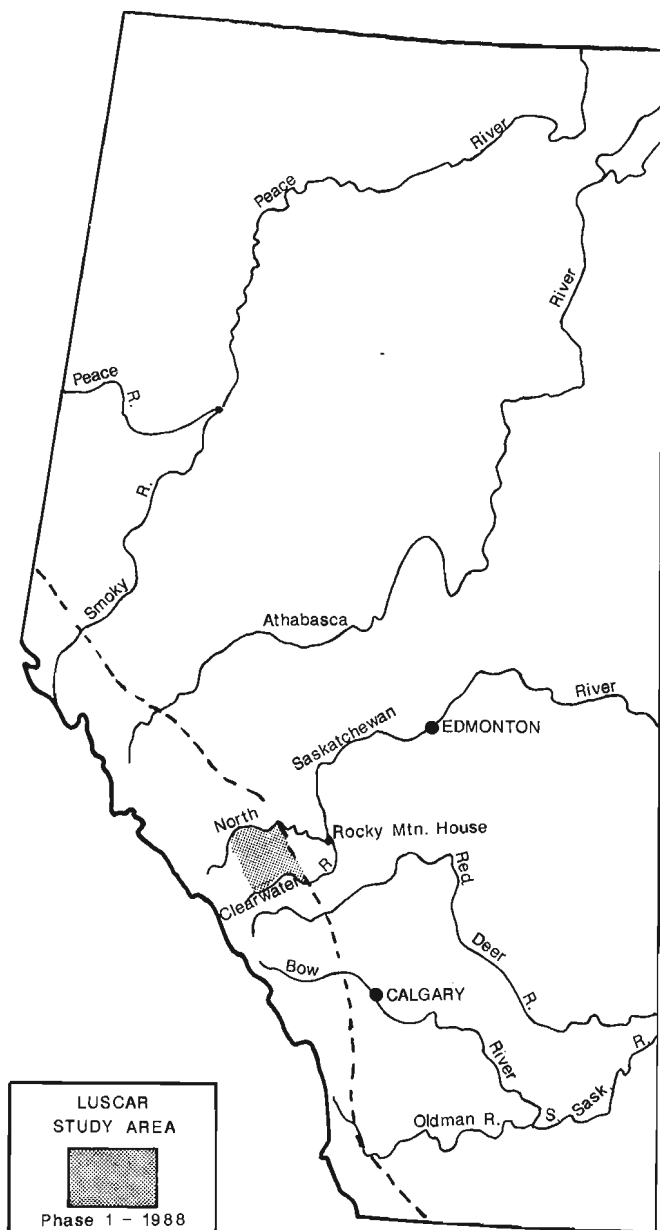 River
Peace
River
Peace
R.
R.
Smoky
Athabasca
River
Saskatchewan
EDMONTON
North
Rocky Mtn. House
R.
Clearwater
Red
Deer
R.
Bow
CALGARY
River
R.
Sask.
S.
Oldman R.
LUSCAR
STUDY AREA
Phase 1 - 1988